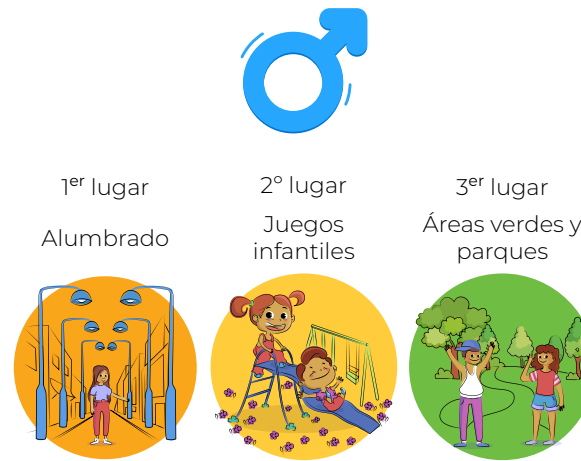 1er lugar
2º lugar
3er lugar
Alumbrado
Juegos
infantiles
Áreas verdes y
parques